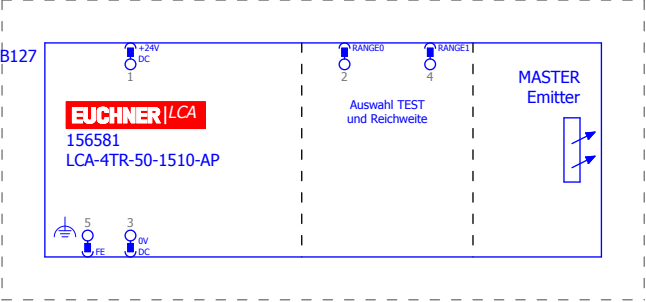 B127
+24V
DC
1
RANGE0
2
RANGE1
4
MASTER
Emitter
Auswahl TEST
und Reichweite
EUCHNER LCA
156581
LCA-4TR-50-1510-AP
5
FE
3
0V
DC